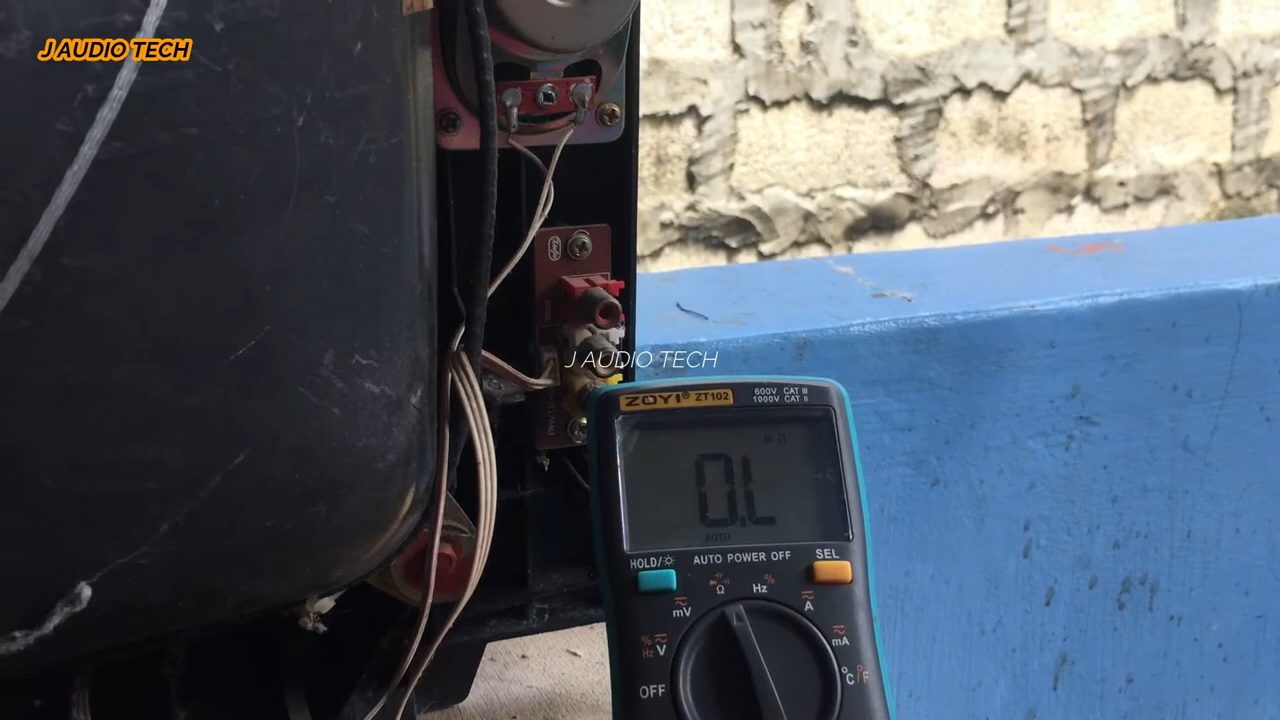 J AUDIO TECH
J AUDIO TECH
ZOYI® ZT102
600V CAT III
1000V CAT II
M Ω
O.L
AUTO
HOLD/
AUTO POWER OFF
SEL
Ω
Hz %
mV
A
% Hz V
mA
OFF
°C/°F